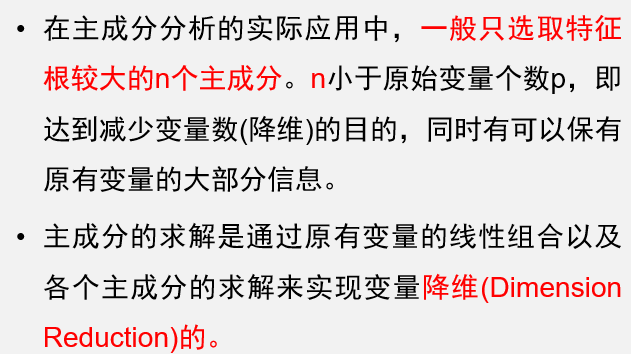 • 在主成分分析的实际应用中，一般只选取特征
根较大的n个主成分。n小于原始变量个数p，即
达到减少变量数(降维)的目的，同时有可以保有
原有变量的大部分信息。
• 主成分的求解是通过原有变量的线性组合以及
各个主成分的求解来实现变量降维(Dimension
Reduction)的。